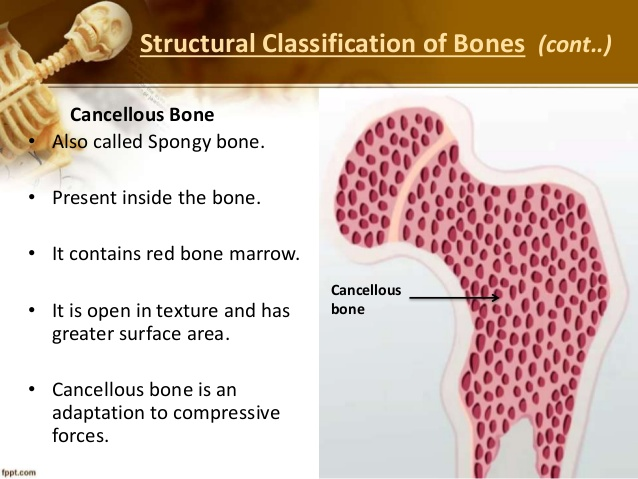 Structural Classification of Bones (cont..)
Cancellous Bone
• Also called Spongy bone.
• Present inside the bone.
• It contains red bone marrow.
• It is open in texture and has
greater surface area.
• Cancellous bone is an
adaptation to compressive
forces.
Cancellous
bone
fppt.com